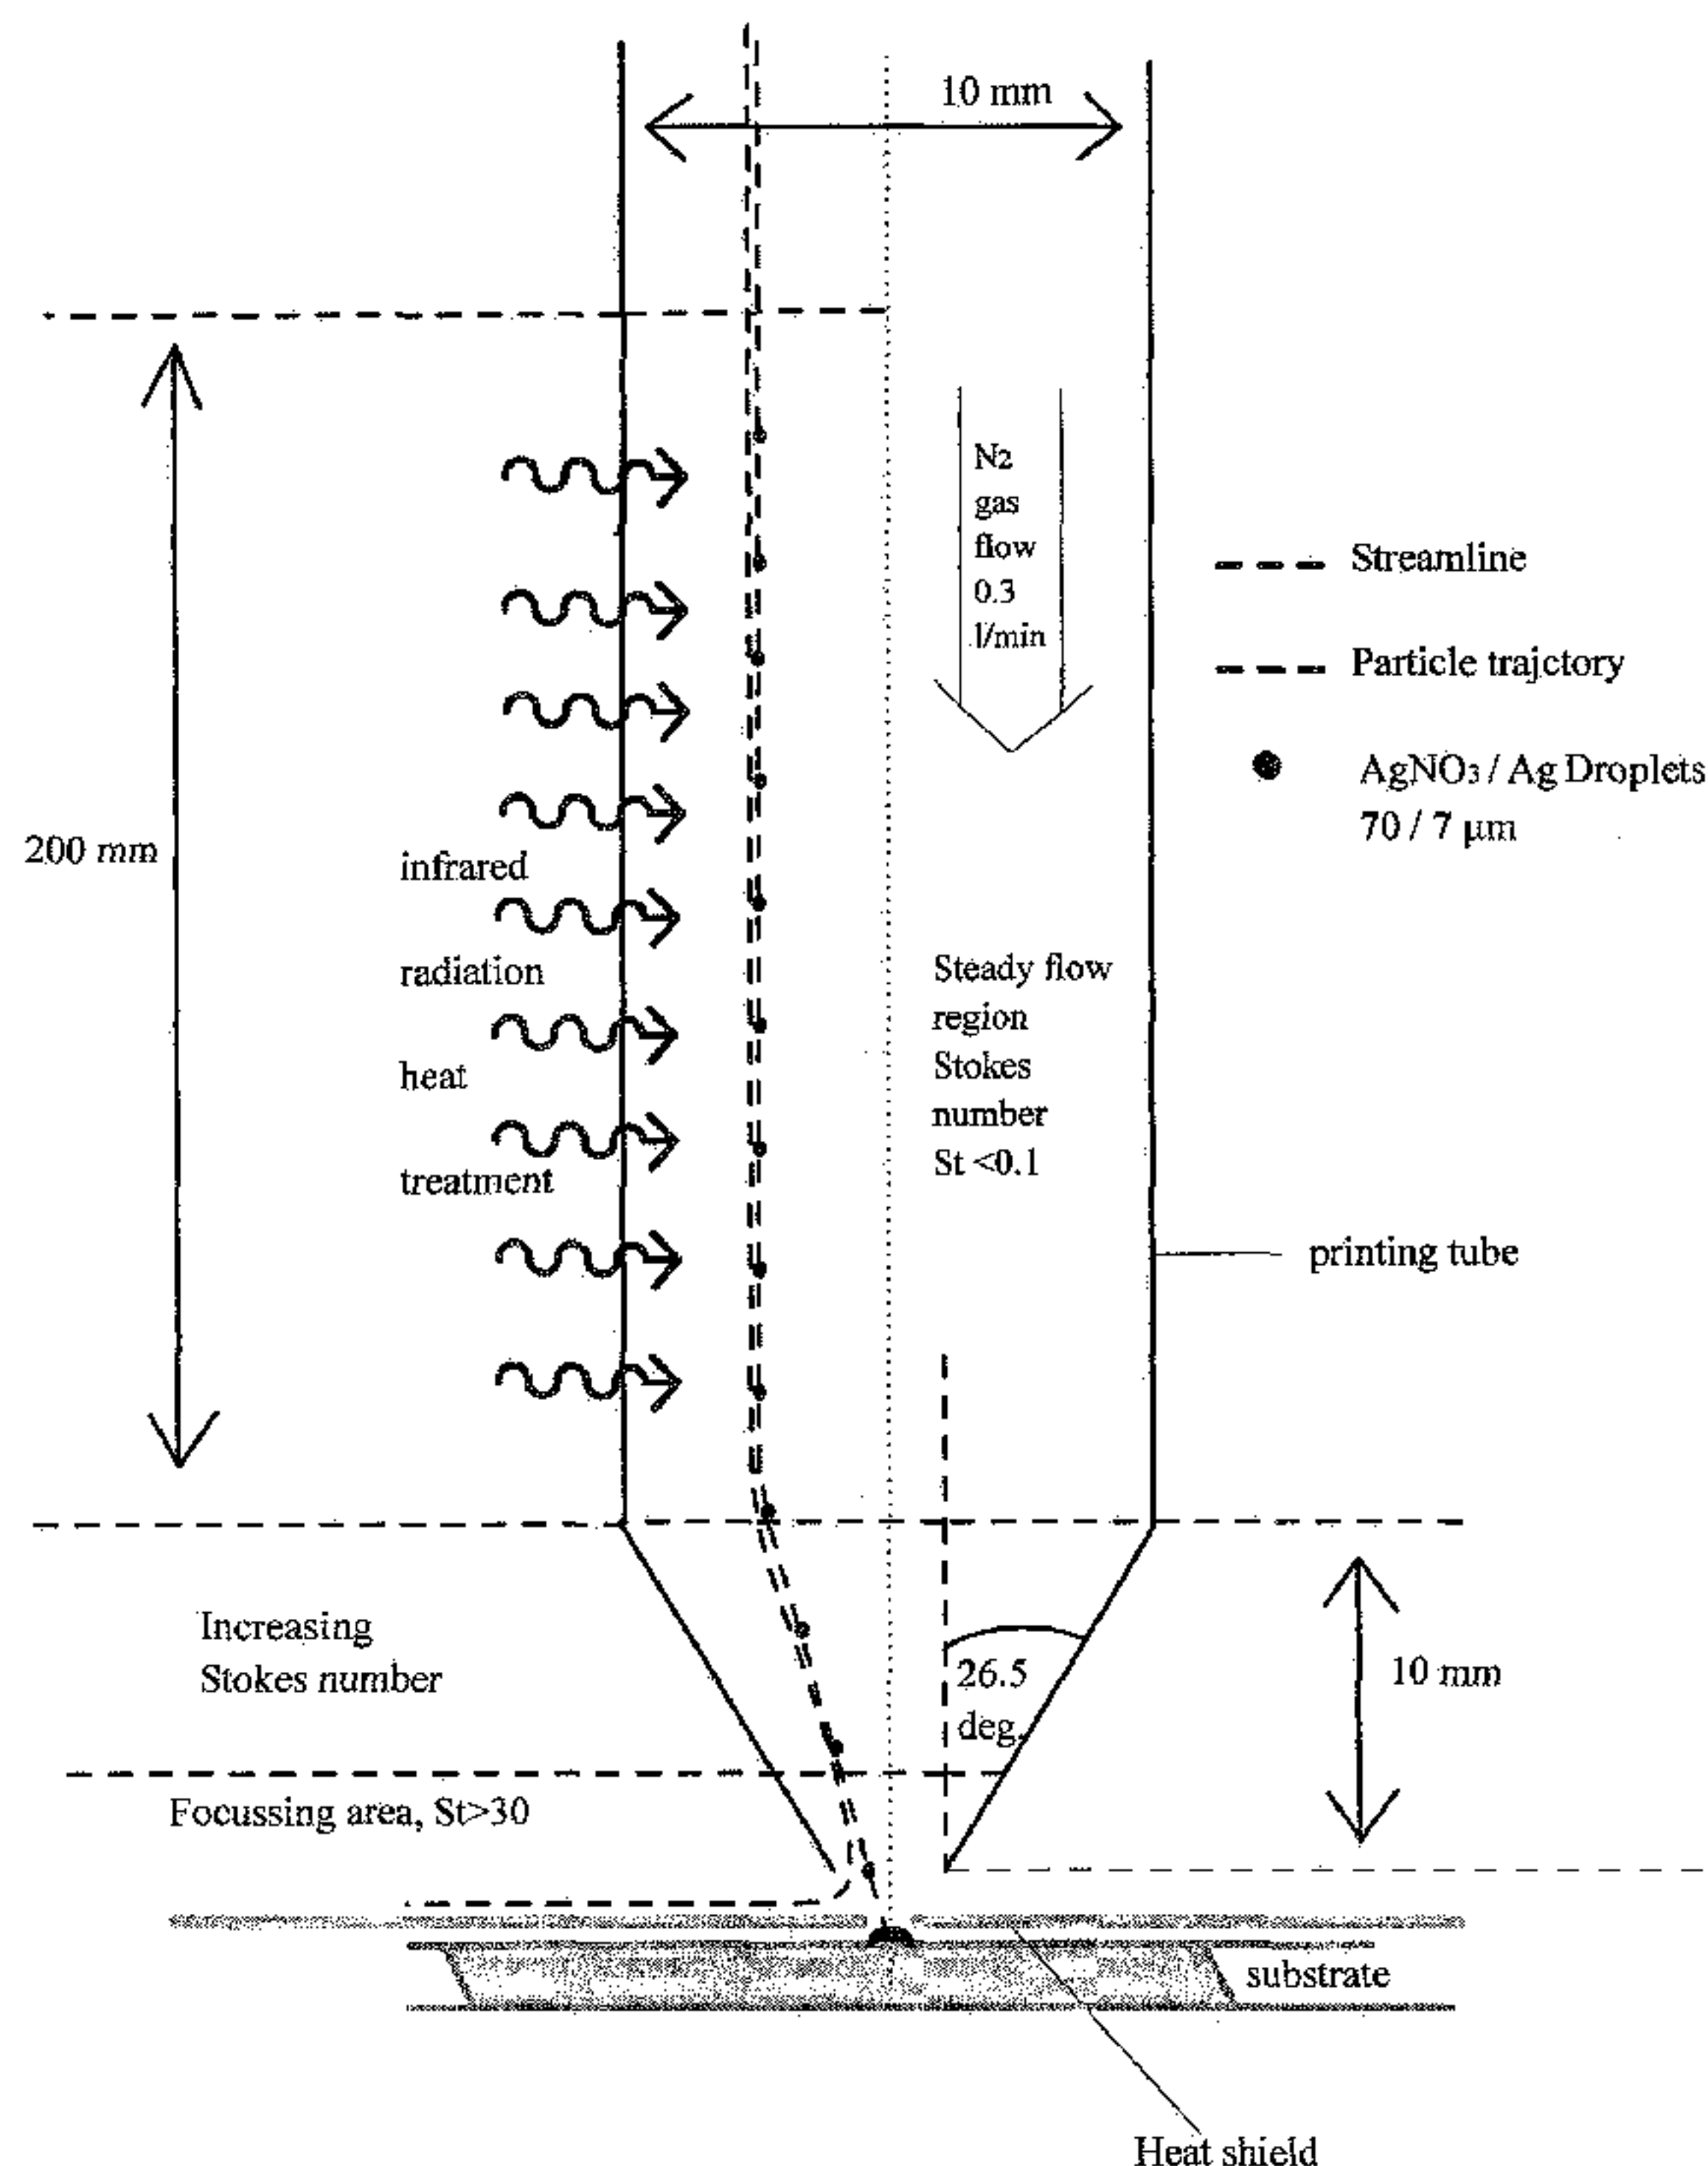 10 mm
N2
gas
flow
0.3
l/min
Streamline
Particle trajctory
AgNO3 / Ag Droplets
70 / 7 μm
200 mm
infrared
radiation
heat
treatment
Steady flow
region
Stokes
number
St <0.1
printing tube
Increasing
Stokes number
26.5
deg.
10 mm
Focussing area, St>30
substrate
Heat shield